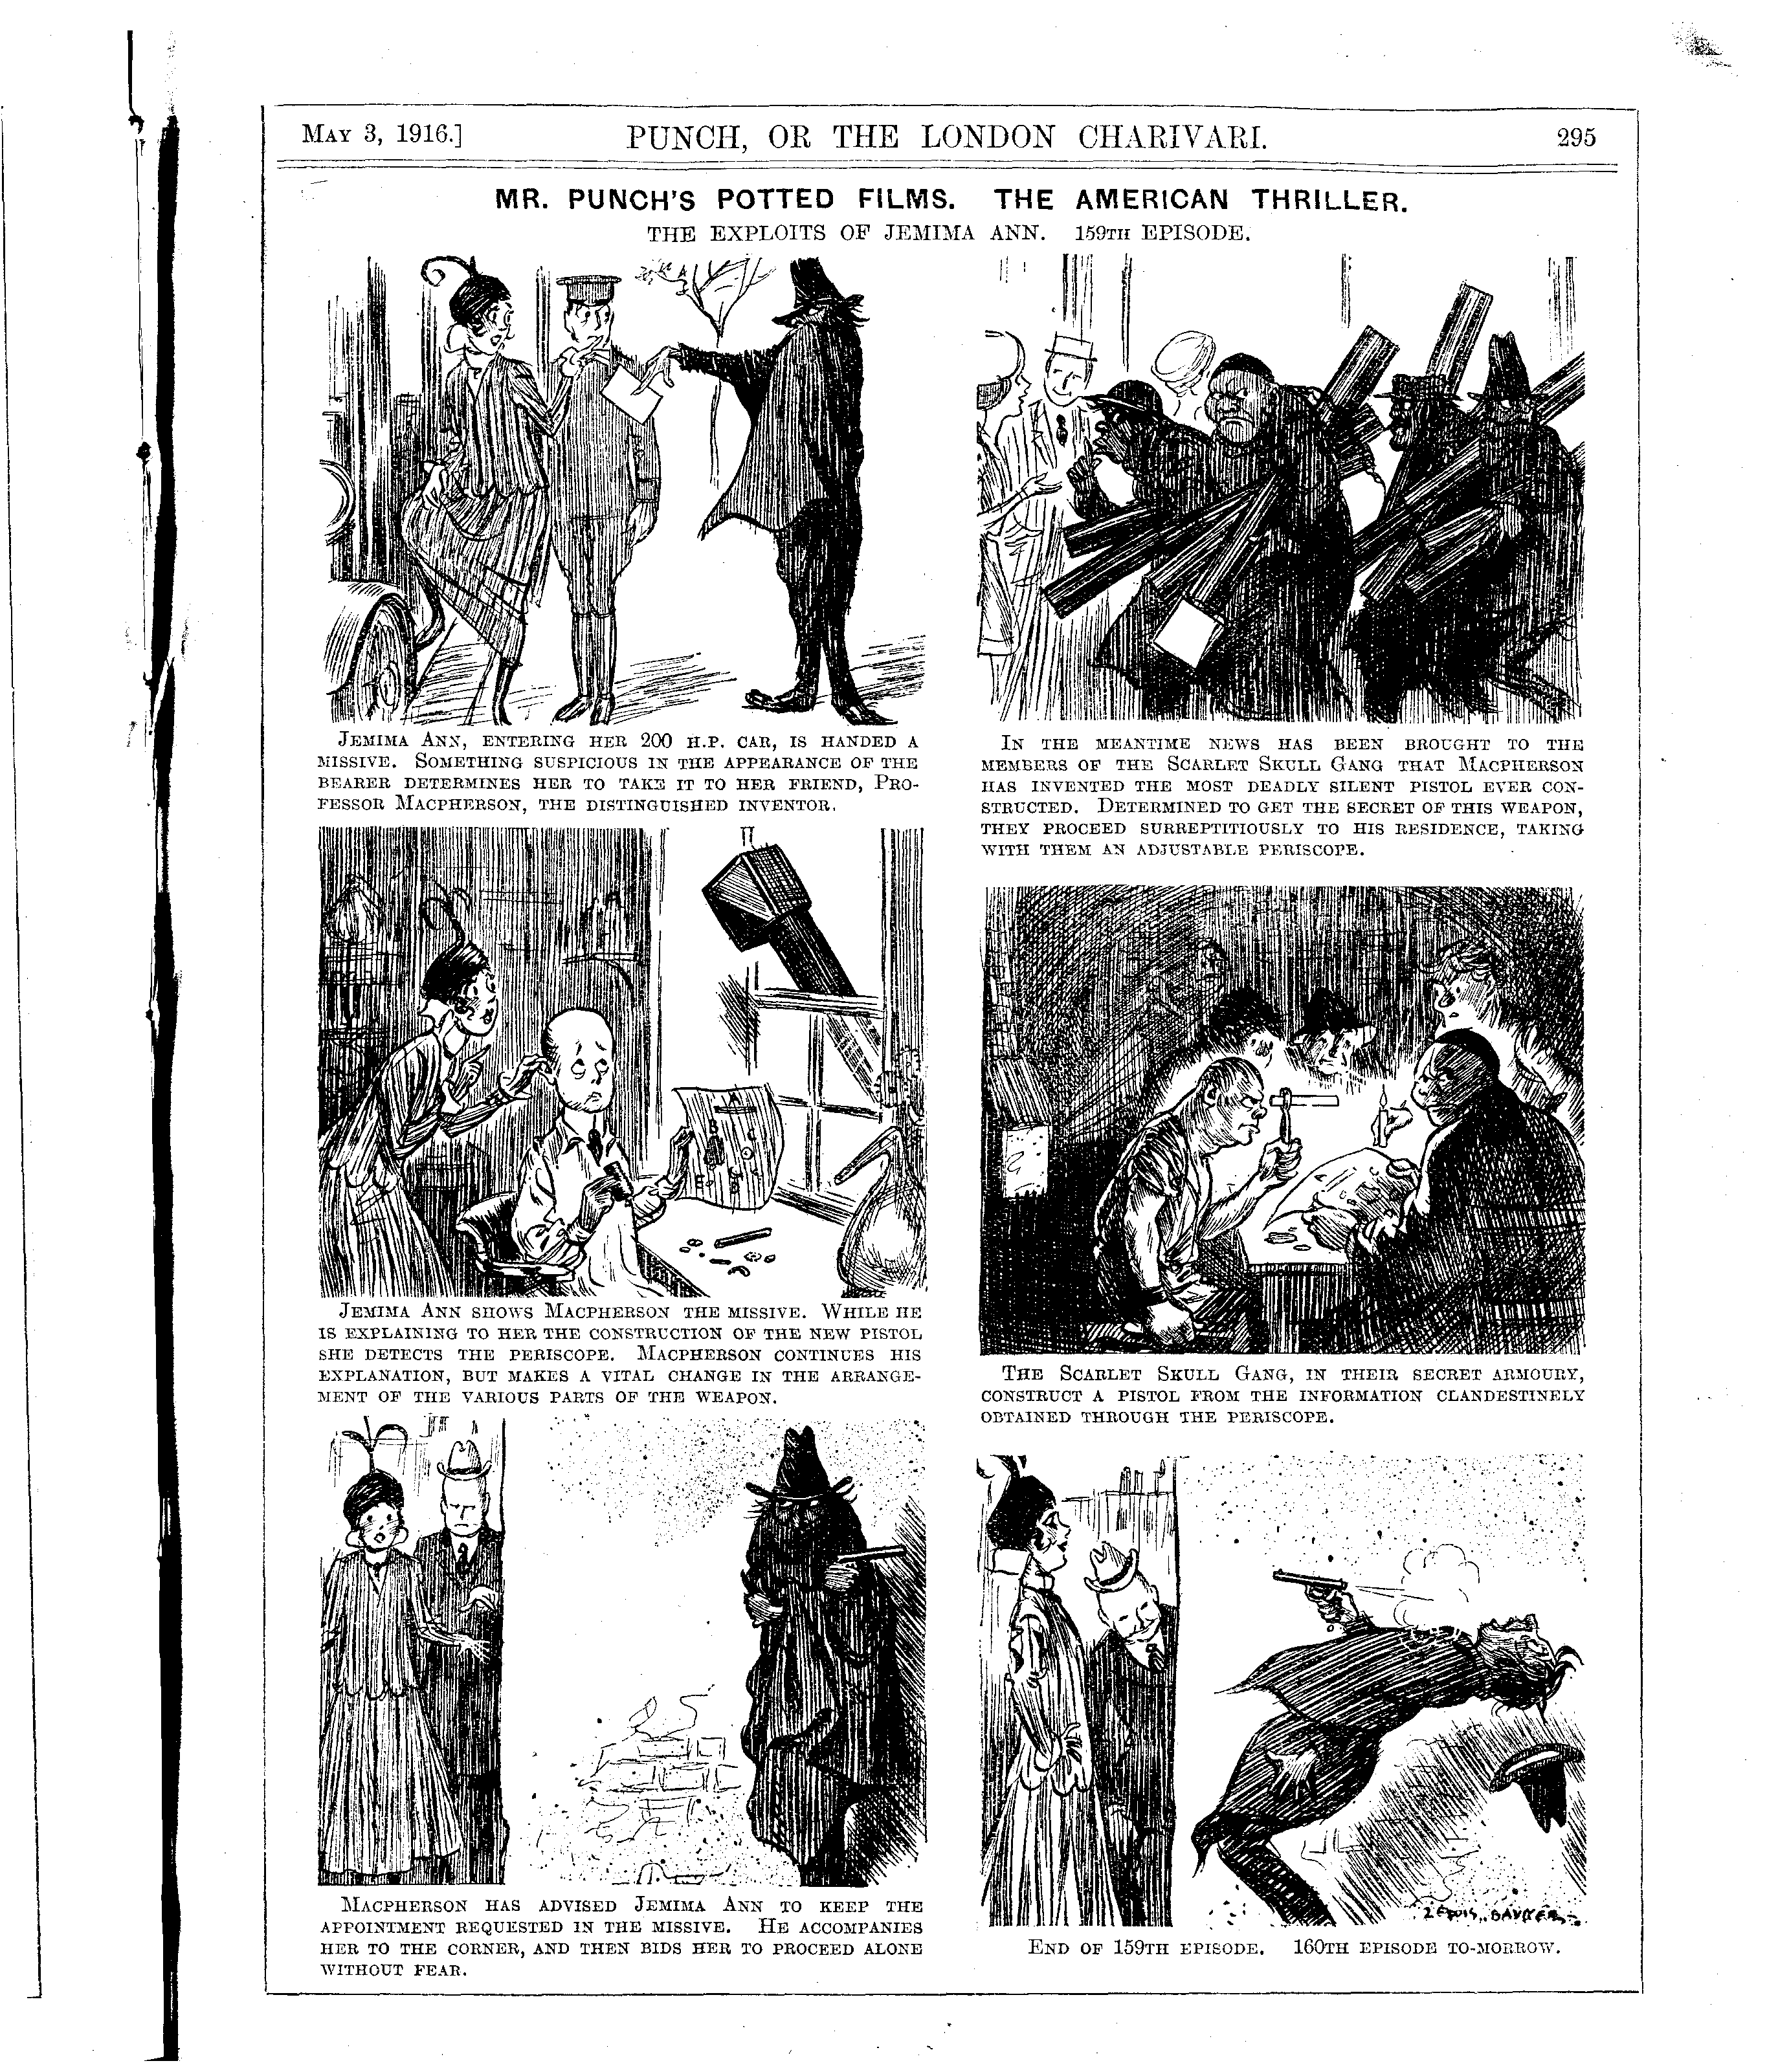 MAY 3, 1916.] PUNCH, OR THE LONDON CHARIVARI. 295
MR. PUNCH'S POTTED FILMS. THE AMERICAN THRILLER.
THE EXPLOITS OF JEMIMA ANN. 159TH EPISODE.
JEMIMA ANN, ENTERING HER 200 H.P. CAR, IS HANDED A
MISSIVE. SOMETHING SUSPICIOUS IN THE APPEARANCE OF THE
BEARER DETERMINES HER TO TAKE IT TO HER FRIEND, PRO-
FESSOR MACPHERSON, THE DISTINGUISHED INVENTOR.
IN THE MEANTIME NEWS HAS BEEN BROUGHT TO THE
MEMBERS OF THE SCARLET SKULL GANG THAT MACPHERSON
HAS INVENTED THE MOST DEADLY SILENT PISTOL EVER CON-
STRUCTED. DETERMINED TO GET THE SECRET OF THIS WEAPON,
THEY PROCEED SURREPTITIOUSLY TO HIS RESIDENCE, TAKING
WITH THEM AN ADJUSTABLE PERISCOPE.
JEMIMA ANN SHOWS MACPHERSON THE MISSIVE. WHILE HE
IS EXPLAINING TO HER THE CONSTRUCTION OF THE NEW PISTOL
SHE DETECTS THE PERISCOPE. MACPHERSON CONTINUES HIS
EXPLANATION, BUT MAKES A VITAL CHANGE IN THE ARRANGE-
MENT OF THE VARIOUS PARTS OF THE WEAPON.
THE SCARLET SKULL GANG, IN THEIR SECRET ARMOURY,
CONSTRUCT A PISTOL FROM THE INFORMATION CLANDESTINELY
OBTAINED THROUGH THE PERISCOPE.
MACPHERSON HAS ADVISED JEMIMA ANN TO KEEP THE
APPOINTMENT REQUESTED IN THE MISSIVE. HE ACCOMPANIES
HER TO THE CORNER, AND THEN BIDS HER TO PROCEED ALONE
WITHOUT FEAR.
LEWIS BAUMER
END OF 159TH EPISODE. 160TH EPISODE TO-MORROW.